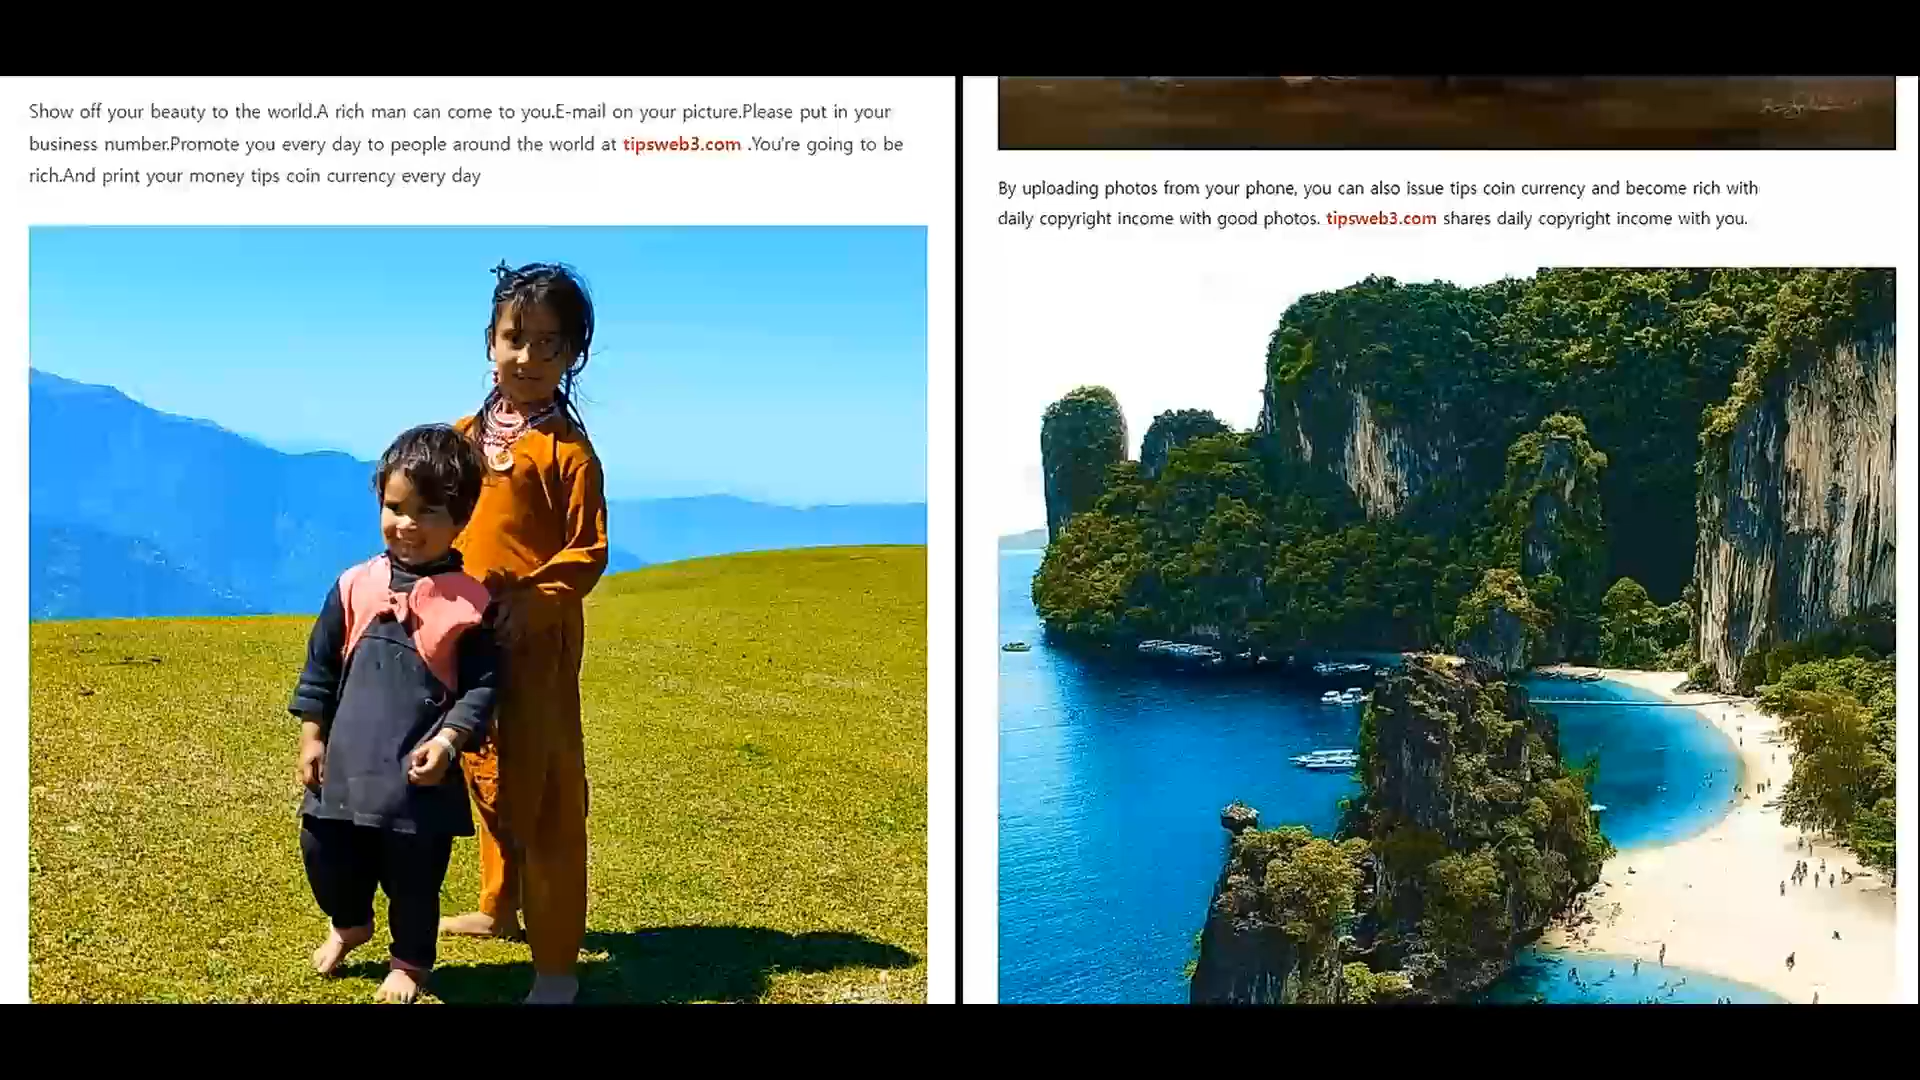 Show off your beauty to the world.A rich man can come to you.E-mail on your picture.Please put in your
business number.Promote you every day to people around the world at tipsweb3.com .You're going to be
rich.And print your money tips coin currency every day
By uploading photos from your phone, you can also issue tips coin currency and become rich with
daily copyright income with good photos. tipsweb3.com shares daily copyright income with you.